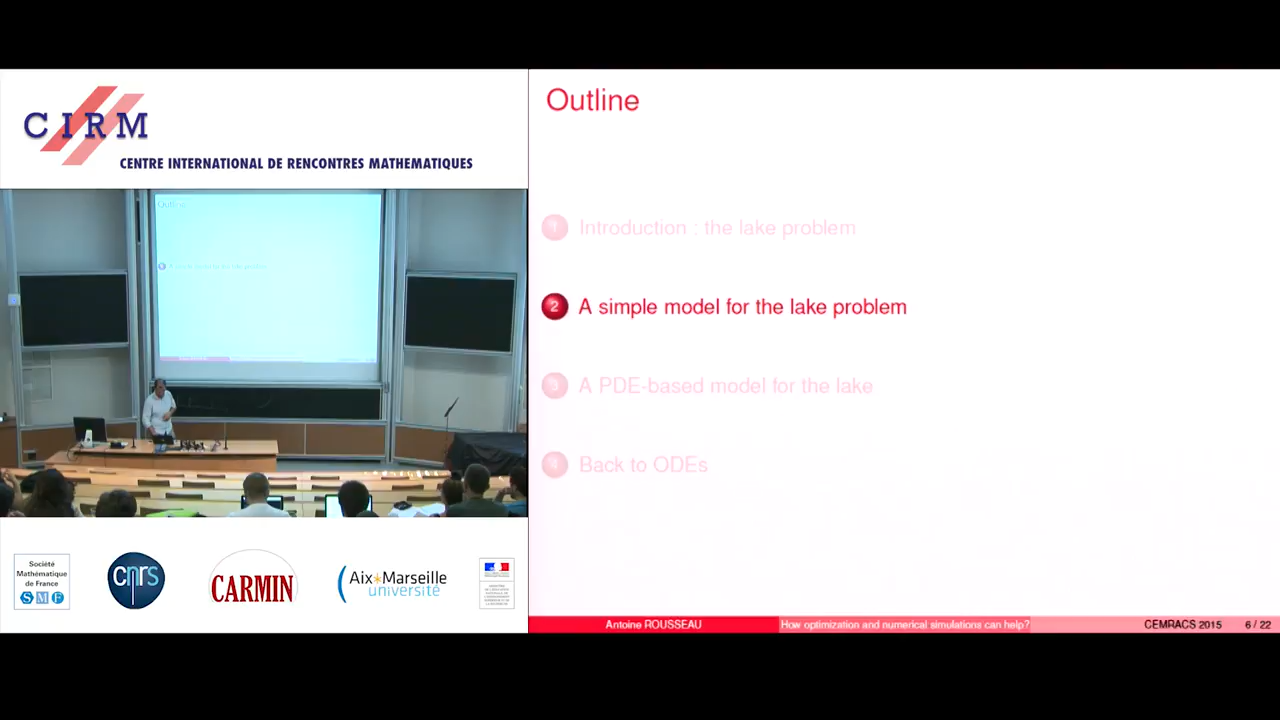 CIRM
CENTRE INTERNATIONAL DE RENCONTRES MATHEMATIQUES
Outline
Outline
1 Introduction : the lake problem
2 A simple model for the lake problem
3 A PDE-based model for the lake
4 Back to ODEs
Société
Mathématique
de France
SMF
cnrs
CARMIN
Aix*Marseille
université
Antoine ROUSSEAU
How optimization and numerical simulations can help?
CEMRACS 2015
6 / 22